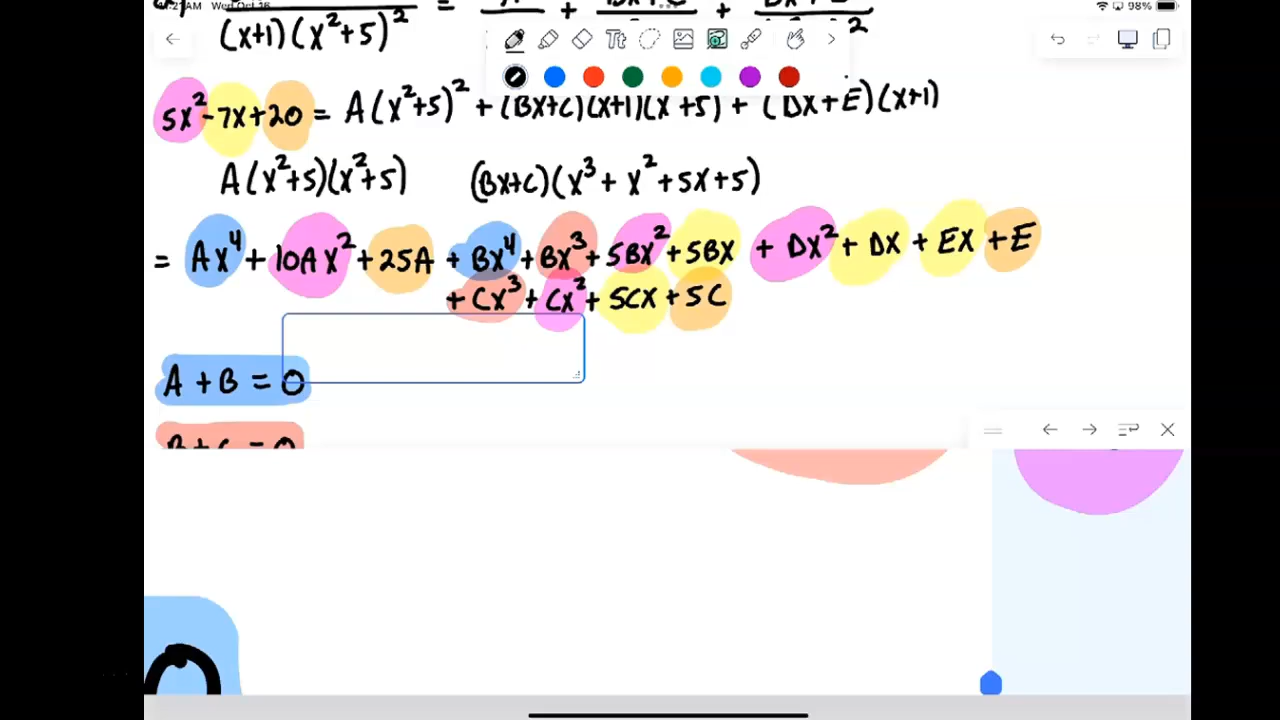 (x+1)(x²+5)²
98%
5x²-7x+20 = A(x²+5)² + (Bx+C)(x+1)(x +5) + (Dx+E)(x+1)
A(x²+5)(x²+5) (Bx+C)(x³+x²+5x+5)
= Ax⁴+10Ax²+25A +Bx⁴+Bx³+5Bx²+5Bx +Dx²+Dx+Ex+E
+Cx³+Cx²+5Cx+5C
A+B=0
B+C=0